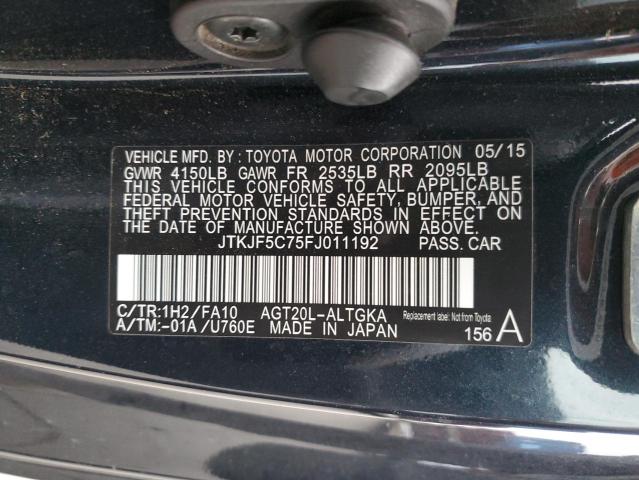 VEHICLE MFD. BY : TOYOTA MOTOR CORPORATION 05/15
GVWR 4150LB GAWR FR 2535LB RR 2095LB
THIS VEHICLE CONFORMS TO ALL APPLICABLE
FEDERAL MOTOR VEHICLE SAFETY, BUMPER, AND
THEFT PREVENTION STANDARDS IN EFFECT ON
THE DATE OF MANUFACTURE SHOWN ABOVE.
JTKJF5C75FJ011192 PASS. CAR
C/TR:1H2/FA10 AGT20L-ALTGKA
A/TM:-01A/U760E MADE IN JAPAN
156 A
If Label Is Removed - Not from Toyota